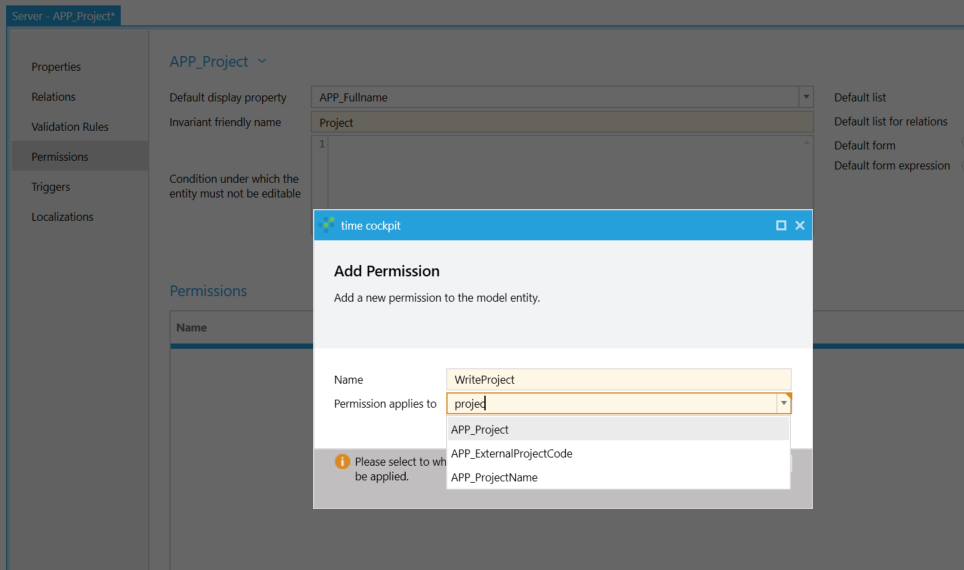 Server - APP_Project*
Properties
Relations
Validation Rules
Permissions
Triggers
Localizations
APP_Project
Default display property
APP_Fullname
Default list
Invariant friendly name
Project
Default list for relations
1
Default form
Default form expression
Condition under which the
entity must not be editable
Permissions
Name
time cockpit
Add Permission
Add a new permission to the model entity.
Name
WriteProject
Permission applies to
projec
APP_Project
APP_ExternalProjectCode
APP_ProjectName
Please select to wh
be applied.